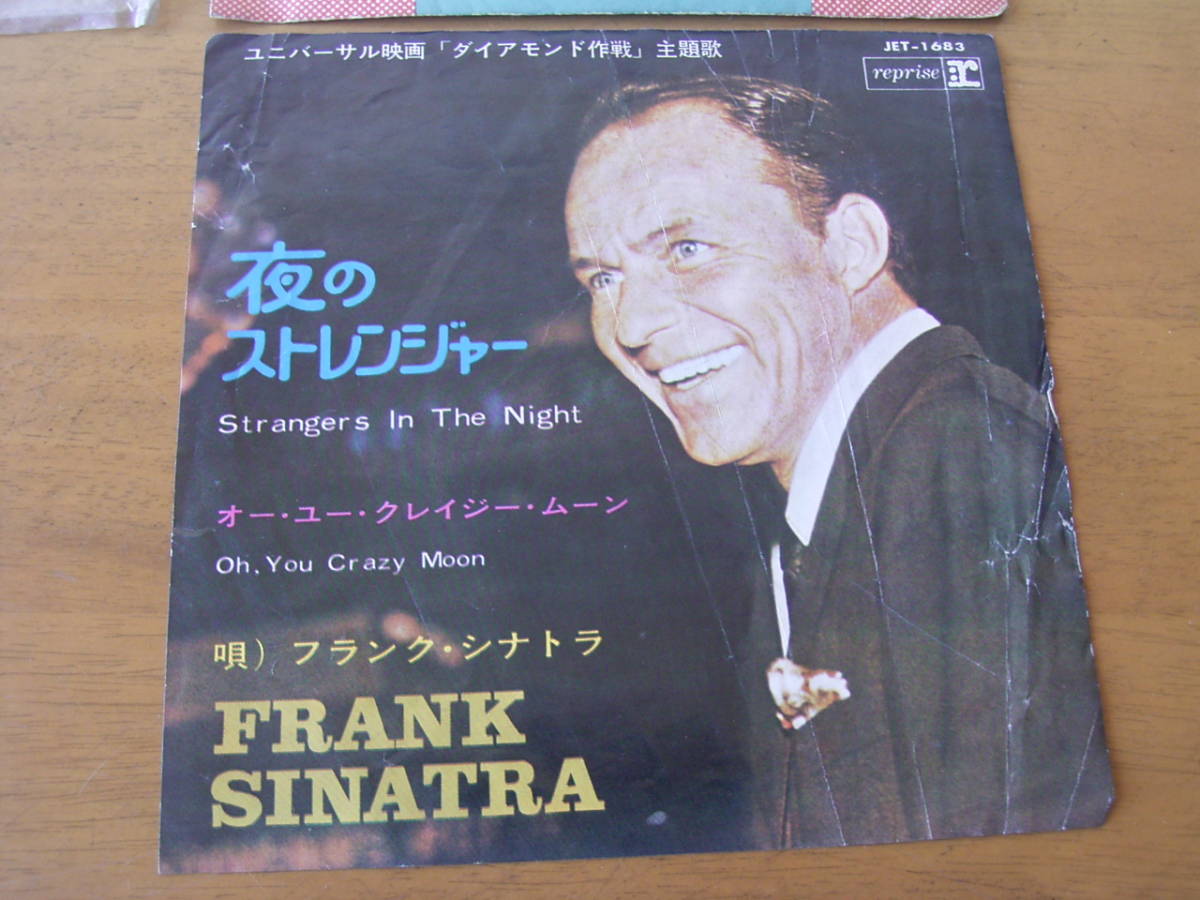 ユニバーサル映画「ダイアモンド作戦」主題歌
JET-1683
reprise r
夜の
ストレンジャー
Strangers In The Night
オー・ユー・クレイジー・ムーン
Oh, You Crazy Moon
唄）フランク・シナトラ
FRANK
SINATRA